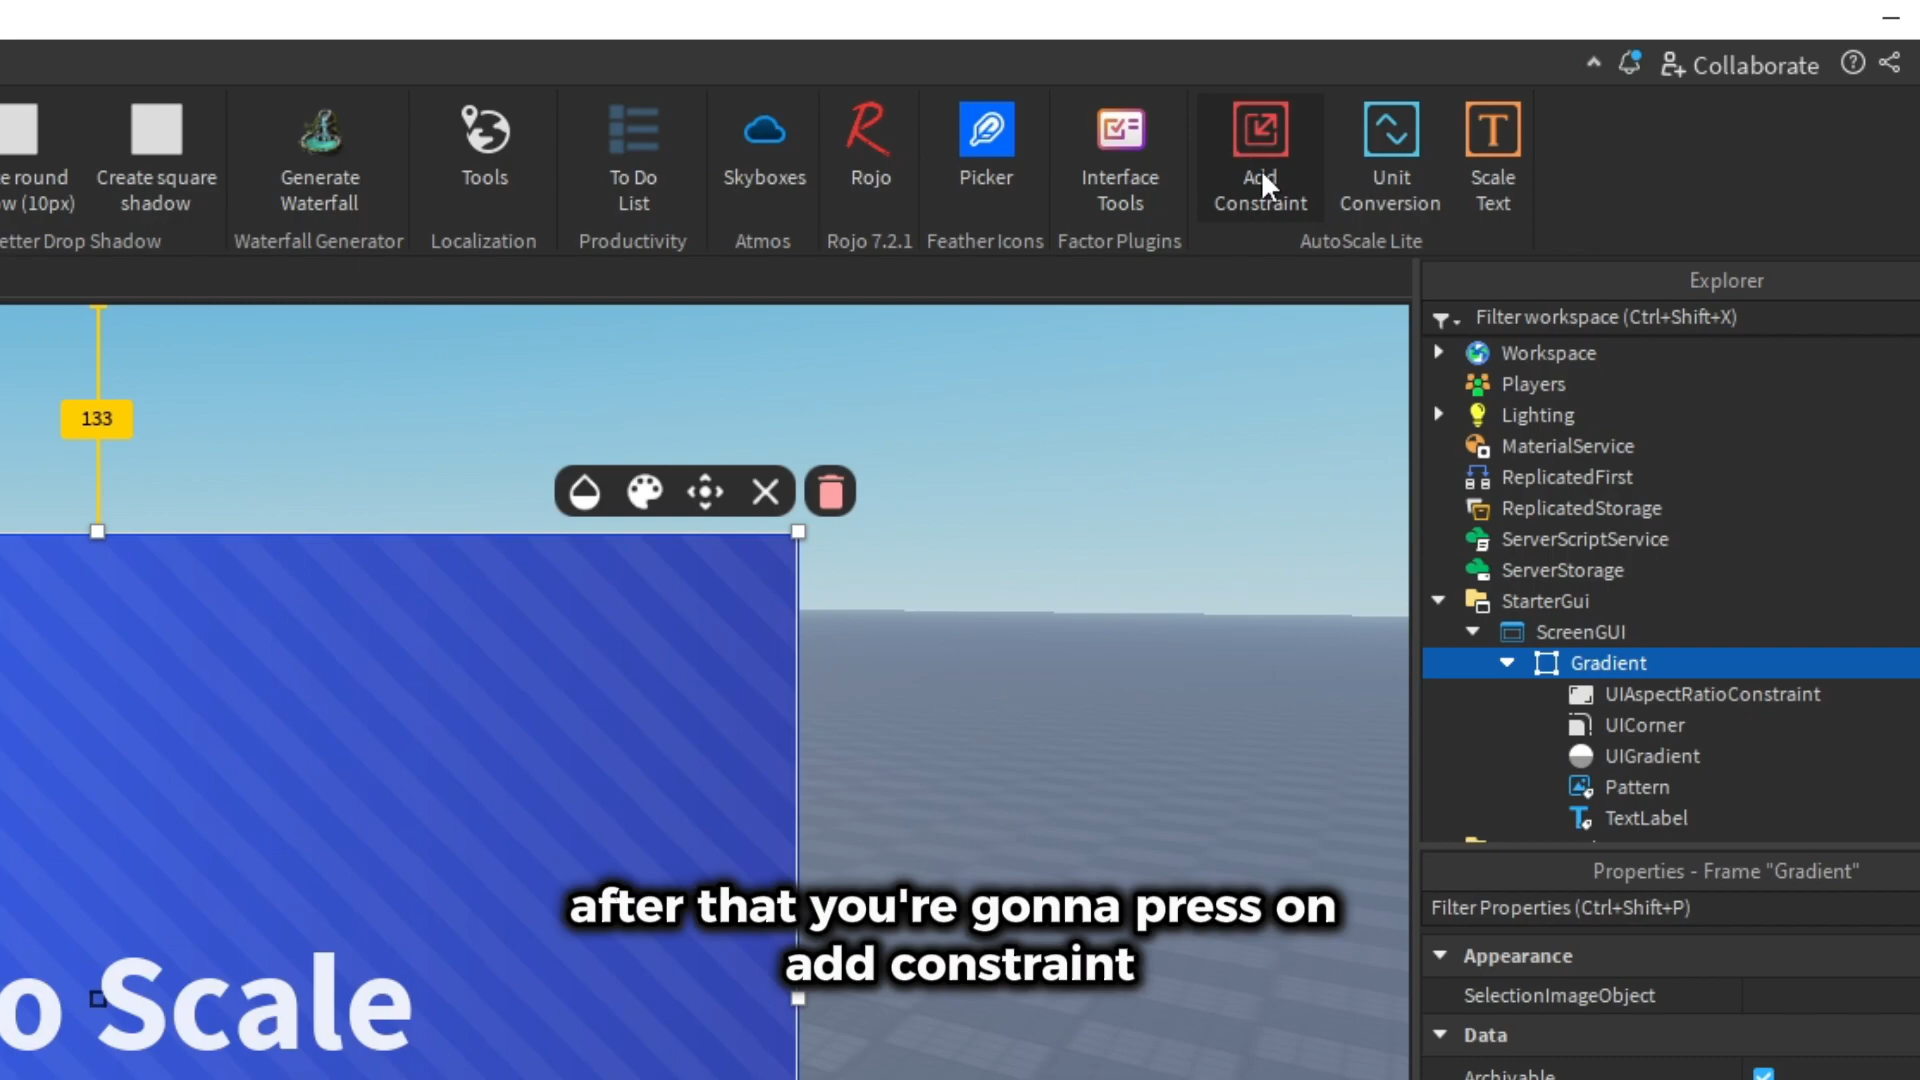 Collaborate
e round
w (10px)
Create square
shadow
Generate
Waterfall
Tools
To Do
List
Skyboxes
Rojo
Picker
Interface
Tools
Add
Constraint
Unit
Conversion
Scale
Text
etter Drop Shadow
Waterfall Generator
Localization
Productivity
Atmos
Rojo 7.2.1
Feather Icons
Factor Plugins
AutoScale Lite
Explorer
Filter workspace (Ctrl+Shift+X)
Workspace
Players
Lighting
MaterialService
ReplicatedFirst
ReplicatedStorage
ServerScriptService
ServerStorage
StarterGui
ScreenGUI
Gradient
UIAspectRatioConstraint
UICorner
UIGradient
Pattern
TextLabel
133
o Scale
after that you're gonna press on
add constraint
Properties - Frame "Gradient"
Filter Properties (Ctrl+Shift+P)
Appearance
SelectionImageObject
Data
Archivable